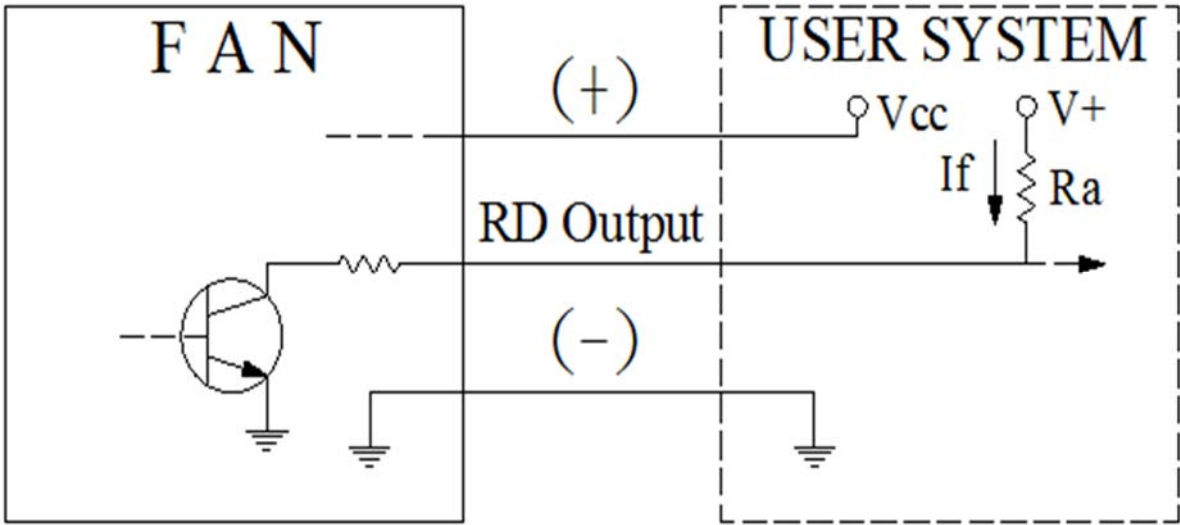 F A N
USER SYSTEM
(+)
Vcc
V+
If
Ra
RD Output
(-)